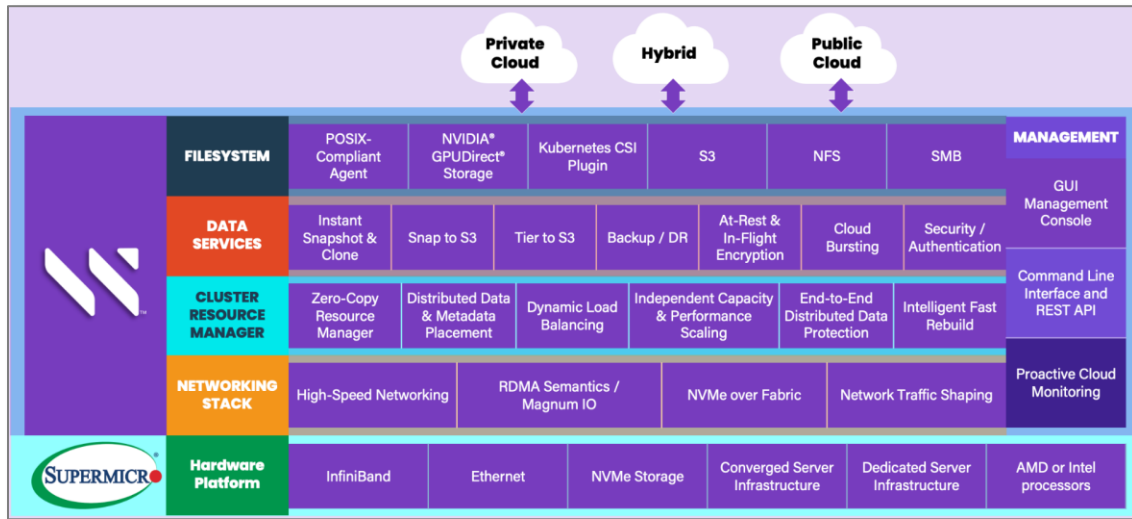 Private
Cloud
Hybrid
Public
Cloud
FILESYSTEM
POSIX-
Compliant
Agent
NVIDIA®
GPUDirect®
Storage
Kubernetes CSI
Plugin
S3
NFS
SMB
MANAGEMENT
GUI
Management
Console
Command Line
Interface and
REST API
Proactive Cloud
Monitoring
DATA
SERVICES
Instant
Snapshot &
Clone
Snap to S3
Tier to S3
Backup / DR
At-Rest &
In-Flight
Encryption
Cloud
Bursting
Security /
Authentication
TM
CLUSTER
RESOURCE
MANAGER
Zero-Copy
Resource
Manager
Distributed Data
& Metadata
Placement
Dynamic Load
Balancing
Independent Capacity
& Performance
Scaling
End-to-End
Distributed Data
Protection
Intelligent Fast
Rebuild
NETWORKING
STACK
High-Speed Networking
RDMA Semantics /
Magnum IO
NVMe over Fabric
Network Traffic Shaping
SUPERMICRO®
Hardware
Platform
InfiniBand
Ethernet
NVMe Storage
Converged Server
Infrastructure
Dedicated Server
Infrastructure
AMD or Intel
processors